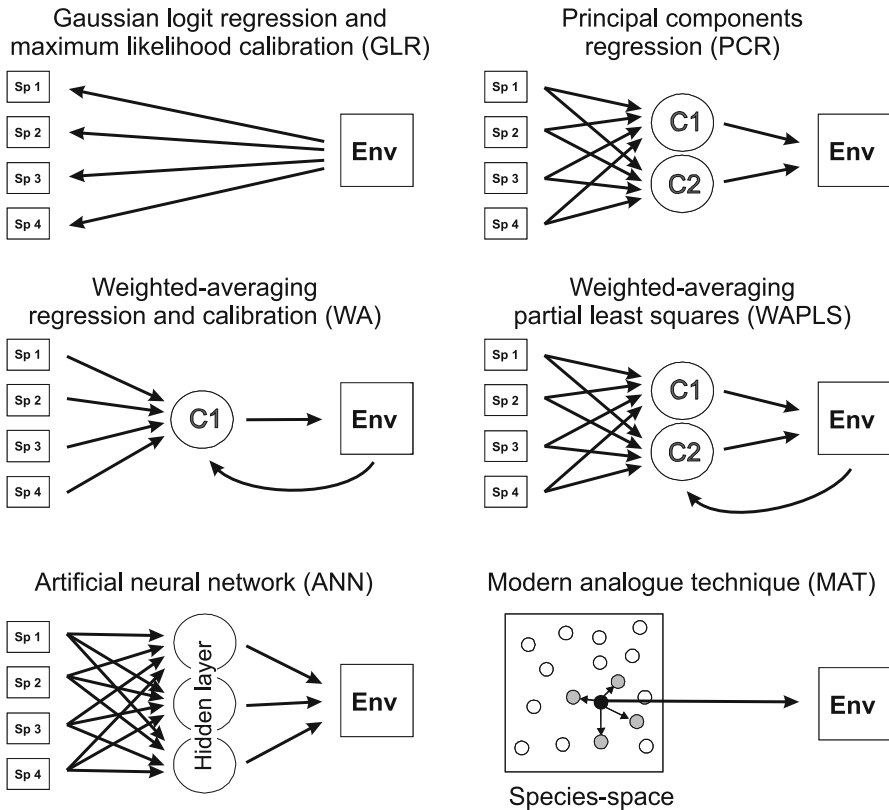 Gaussian logit regression and
maximum likelihood calibration (GLR)
Sp 1
Sp 2
Sp 3
Sp 4
Env
Principal components
regression (PCR)
Sp 1
Sp 2
Sp 3
Sp 4
C1
C2
Env
Weighted-averaging
regression and calibration (WA)
Sp 1
Sp 2
Sp 3
Sp 4
C1
Env
Weighted-averaging
partial least squares (WAPLS)
Sp 1
Sp 2
Sp 3
Sp 4
C1
C2
Env
Artificial neural network (ANN)
Sp 1
Sp 2
Sp 3
Sp 4
Hidden layer
Env
Modern analogue technique (MAT)
Env
Species-space